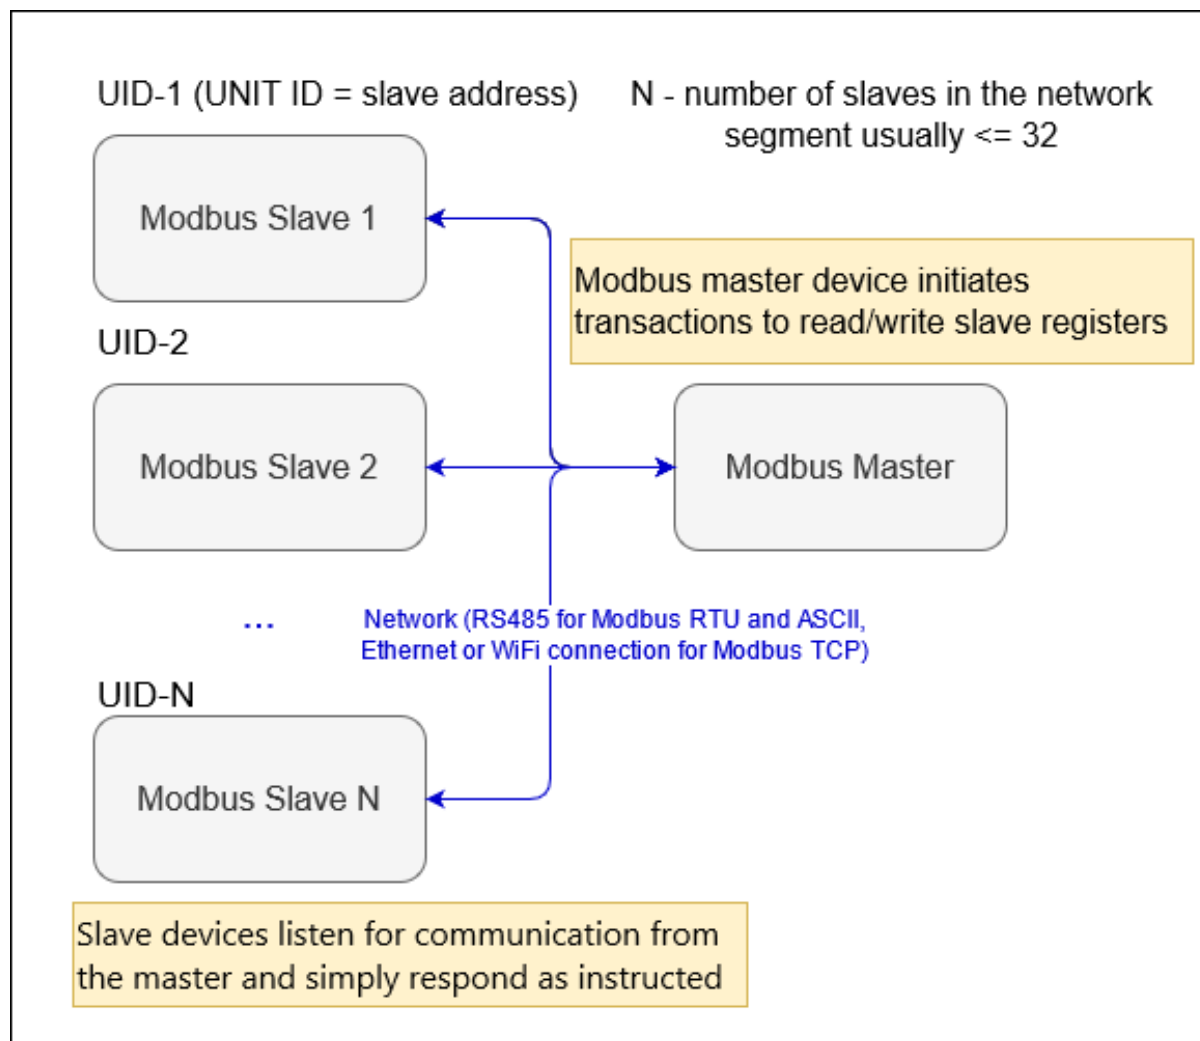 UID-1 (UNIT ID = slave address)
N - number of slaves in the network
segment usually <= 32
Modbus Slave 1
Modbus master device initiates
transactions to read/write slave registers
UID-2
Modbus Slave 2
Modbus Master
...
Network (RS485 for Modbus RTU and ASCII,
Ethernet or WiFi connection for Modbus TCP)
UID-N
Modbus Slave N
Slave devices listen for communication from
the master and simply respond as instructed